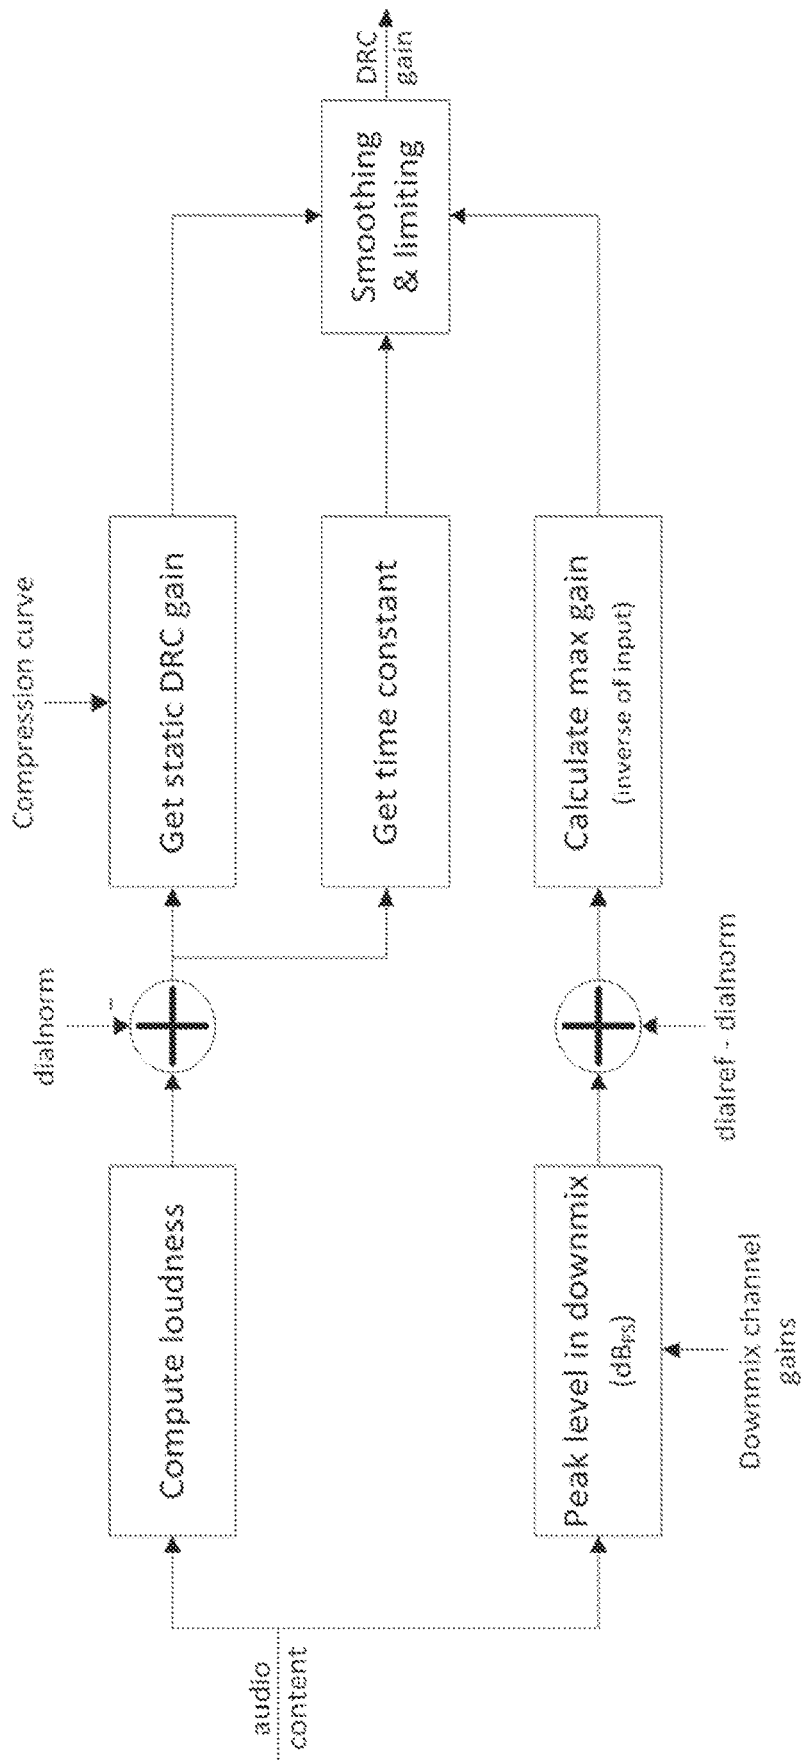 audio
content
Compute loudness
Peak level in downmix
(dBFS)
Downmix channel
gains
dialnorm
-
dialref - dialnorm
Compression curve
Get static DRC gain
Get time constant
Calculate max gain
(inverse of input)
Smoothing
& limiting
DRC
gain